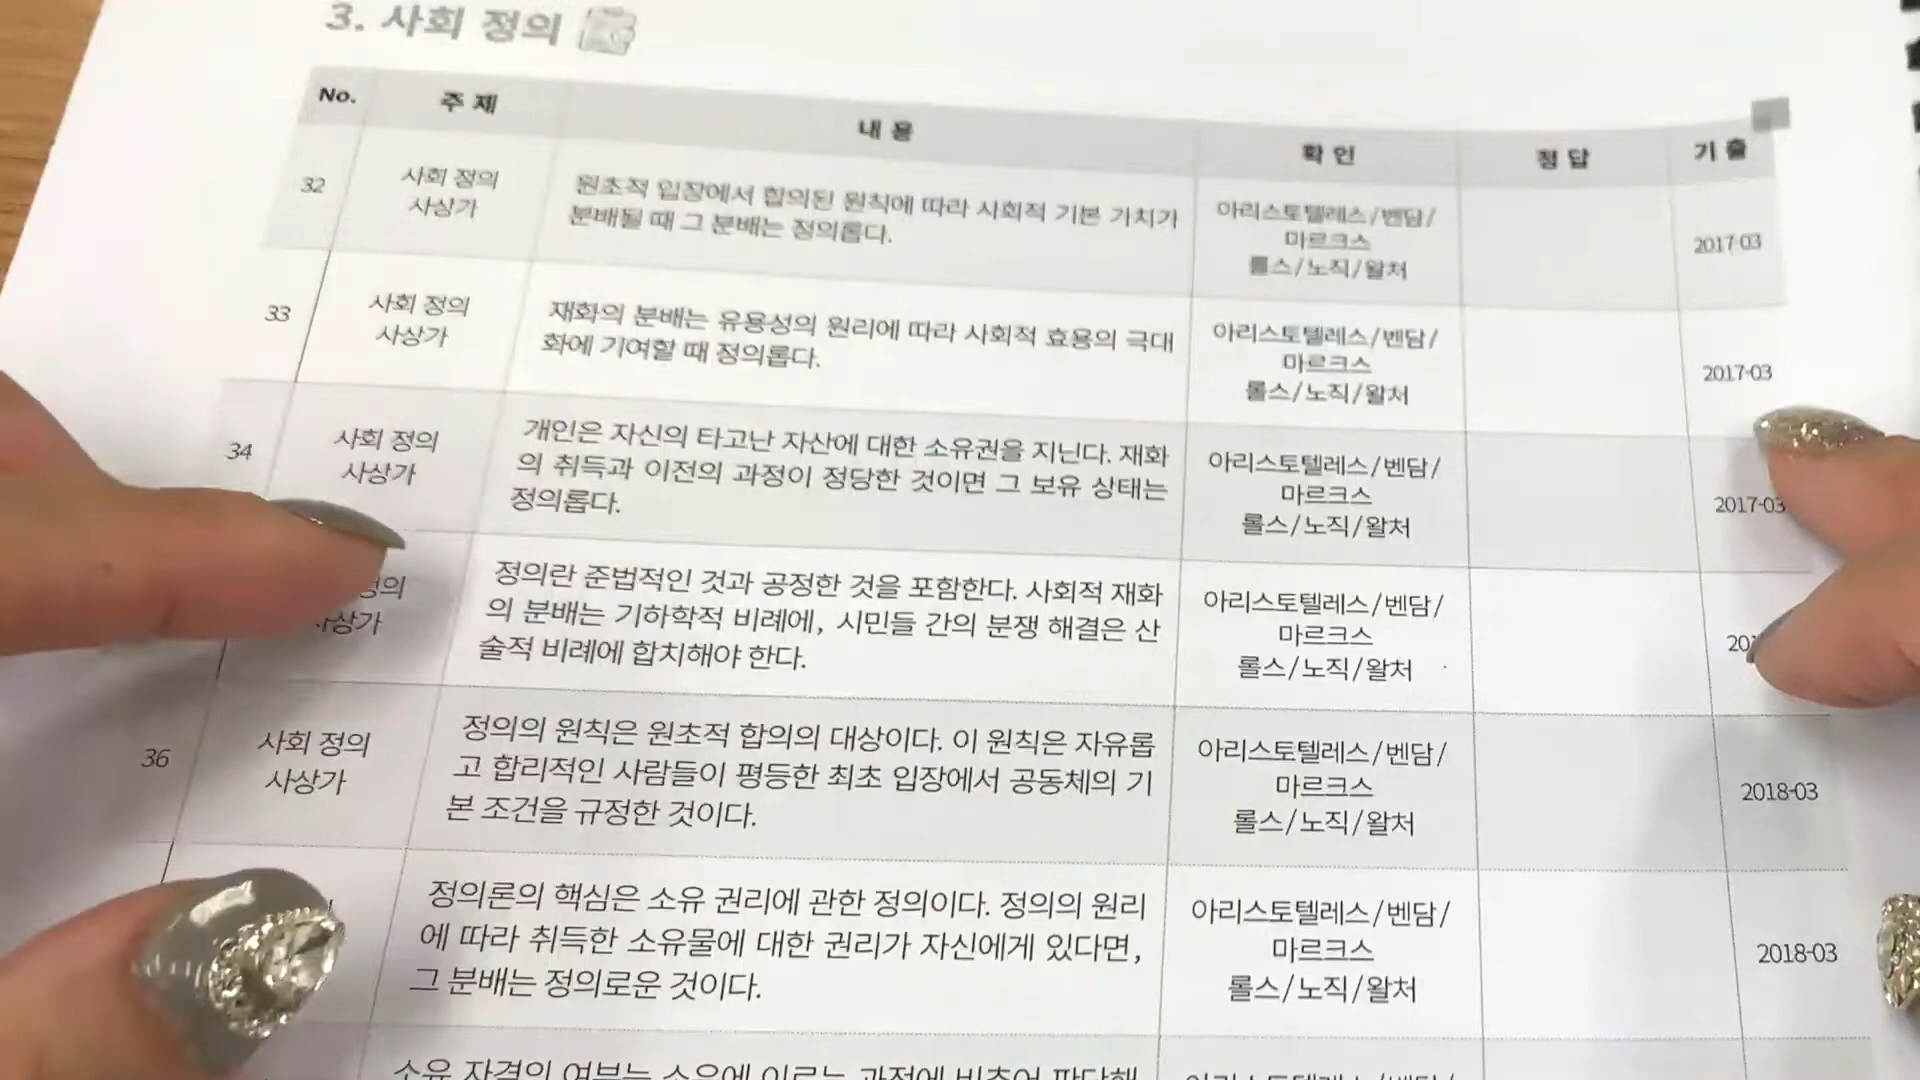 3. 사회 정의
No. 주 제 내 용 확 인 정 답 기 출
32
사회 정의
사상가
원초적 입장에서 합의된 원칙에 따라 사회적 기본 가치가
분배될 때 그 분배는 정의롭다.
아리스토텔레스/벤담/
마르크스
롤스/노직/왈처
2017-03
33
사회 정의
사상가
재화의 분배는 유용성의 원리에 따라 사회적 효용의 극대
화에 기여할 때 정의롭다.
아리스토텔레스/벤담/
마르크스
롤스/노직/왈처
2017-03
34
사회 정의
사상가
개인은 자신의 타고난 자산에 대한 소유권을 지닌다. 재화
의 취득과 이전의 과정이 정당한 것이면 그 보유 상태는
정의롭다.
아리스토텔레스/벤담/
마르크스
롤스/노직/왈처
2017-03
정의란 준법적인 것과 공정한 것을 포함한다. 사회적 재화
의 분배는 기하학적 비례에, 시민들 간의 분쟁 해결은 산
술적 비례에 합치해야 한다.
아리스토텔레스/벤담/
마르크스
롤스/노직/왈처
36
사회 정의
사상가
정의의 원칙은 원초적 합의의 대상이다. 이 원칙은 자유롭
고 합리적인 사람들이 평등한 최초 입장에서 공동체의 기
본 조건을 규정한 것이다.
아리스토텔레스/벤담/
마르크스
롤스/노직/왈처
2018-03
정의론의 핵심은 소유 권리에 관한 정의이다. 정의의 원리
에 따라 취득한 소유물에 대한 권리가 자신에게 있다면,
그 분배는 정의로운 것이다.
아리스토텔레스/벤담/
마르크스
롤스/노직/왈처
2018-03
소유 자격의 여부는 소유에 이르는 과정에 비추어 판단해